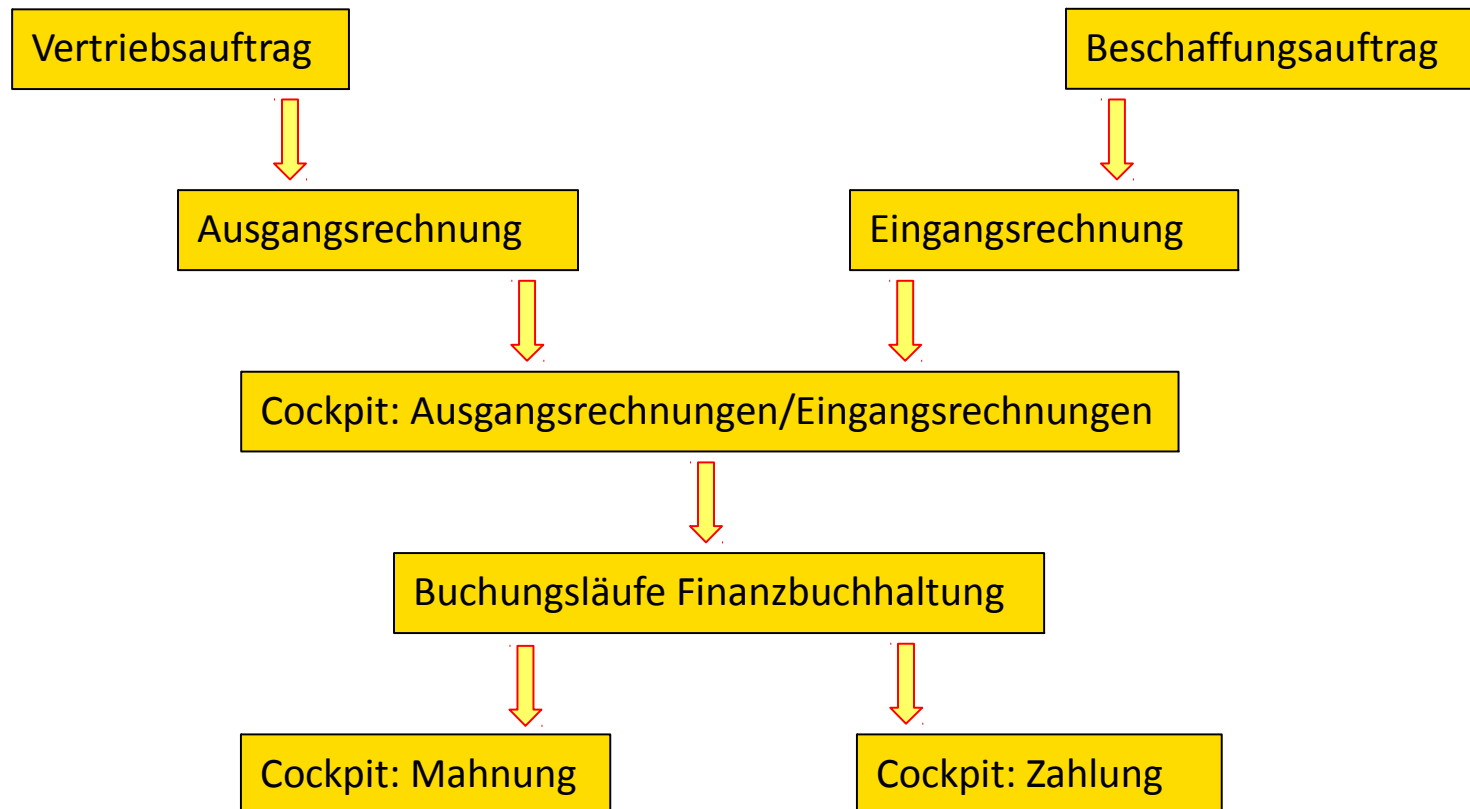 Vertriebsauftrag
Beschaffungsauftrag
Ausgangsrechnung
Eingangsrechnung
Cockpit: Ausgangsrechnungen/Eingangsrechnungen
Buchungsläufe Finanzbuchhaltung
Cockpit: Mahnung
Cockpit: Zahlung